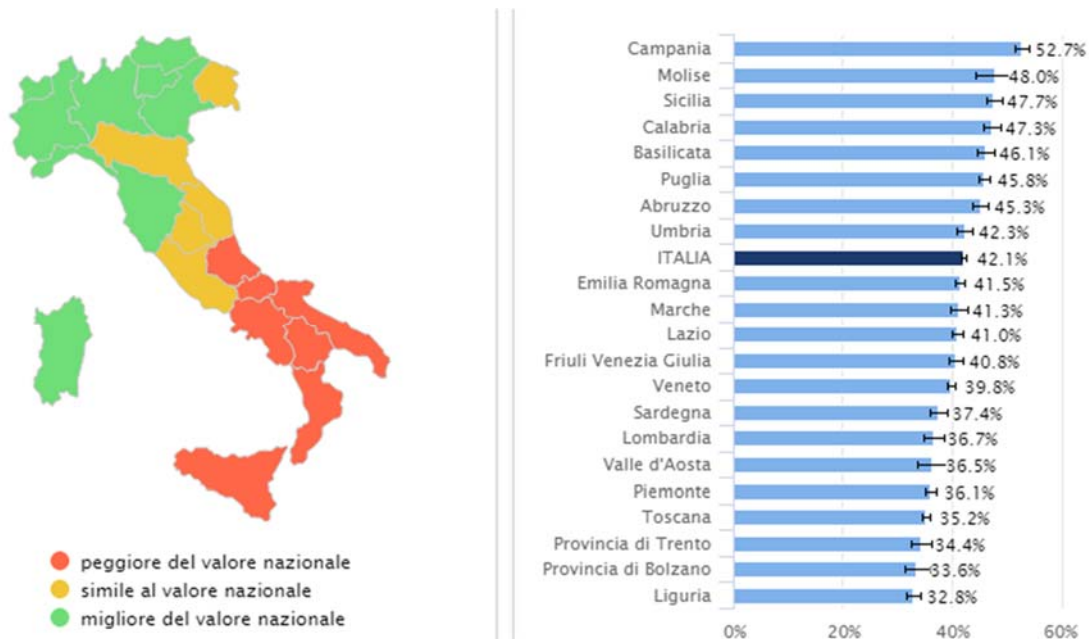 peggiore del valore nazionale
simile al valore nazionale
migliore del valore nazionale
Campania 52.7%
Molise 48.0%
Sicilia 47.7%
Calabria 47.3%
Basilicata 46.1%
Puglia 45.8%
Abruzzo 45.3%
Umbria 42.3%
ITALIA 42.1%
Emilia Romagna 41.5%
Marche 41.3%
Lazio 41.0%
Friuli Venezia Giulia 40.8%
Veneto 39.8%
Sardegna 37.4%
Lombardia 36.7%
Valle d'Aosta 36.5%
Piemonte 36.1%
Toscana 35.2%
Provincia di Trento 34.4%
Provincia di Bolzano 33.6%
Liguria 32.8%
0% 20% 40% 60%